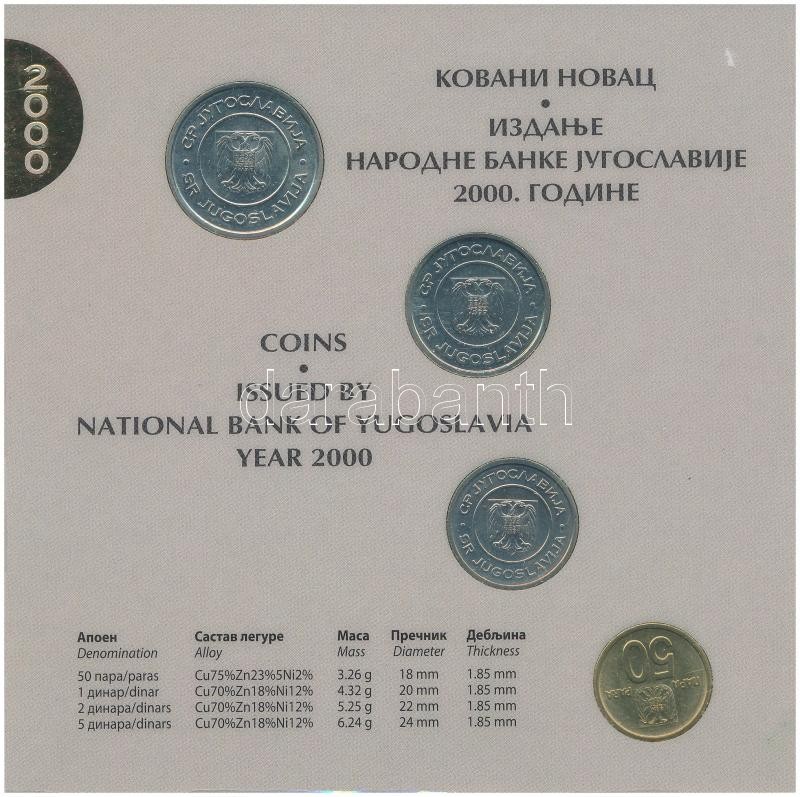 2000
КОВАНИ НОВАЦ
•
ИЗДАЊЕ
НАРОДНЕ БАНКЕ ЈУГОСЛАВИЈЕ
2000. ГОДИНЕ
СР ЈУГОСЛАВИЈА
SR JUGOSLAVIJA
СР ЈУГОСЛАВИЈА
SR JUGOSLAVIJA
COINS
•
ISSUED BY
NATIONAL BANK OF YUGOSLAVIA
YEAR 2000
darabanth
СР ЈУГОСЛАВИЈА
SR JUGOSLAVIJA
Апоен Састав легуре Маса Пречник Дебљина
Denomination Alloy Mass Diameter Thickness
50 пара/paras Cu75%Zn23%5Ni2% 3.26 g 18 mm 1.85 mm
1 динар/dinar Cu70%Zn18%Ni12% 4.32 g 20 mm 1.85 mm
2 динара/dinars Cu70%Zn18%Ni12% 5.25 g 22 mm 1.85 mm
5 динара/dinars Cu70%Zn18%Ni12% 6.24 g 24 mm 1.85 mm
50
ПАРА PARA